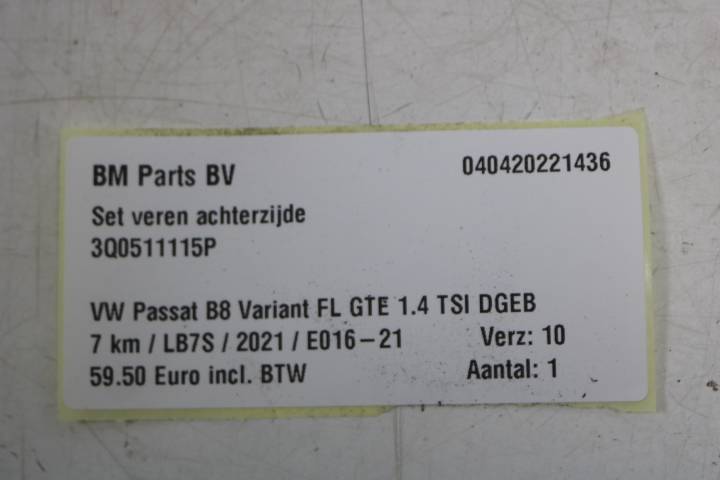 BM Parts BV 040420221436
Set veren achterzijde
3Q0511115P
VW Passat B8 Variant FL GTE 1.4 TSI DGEB
7 km / LB7S / 2021 / E016-21 Verz: 10
59.50 Euro incl. BTW Aantal: 1